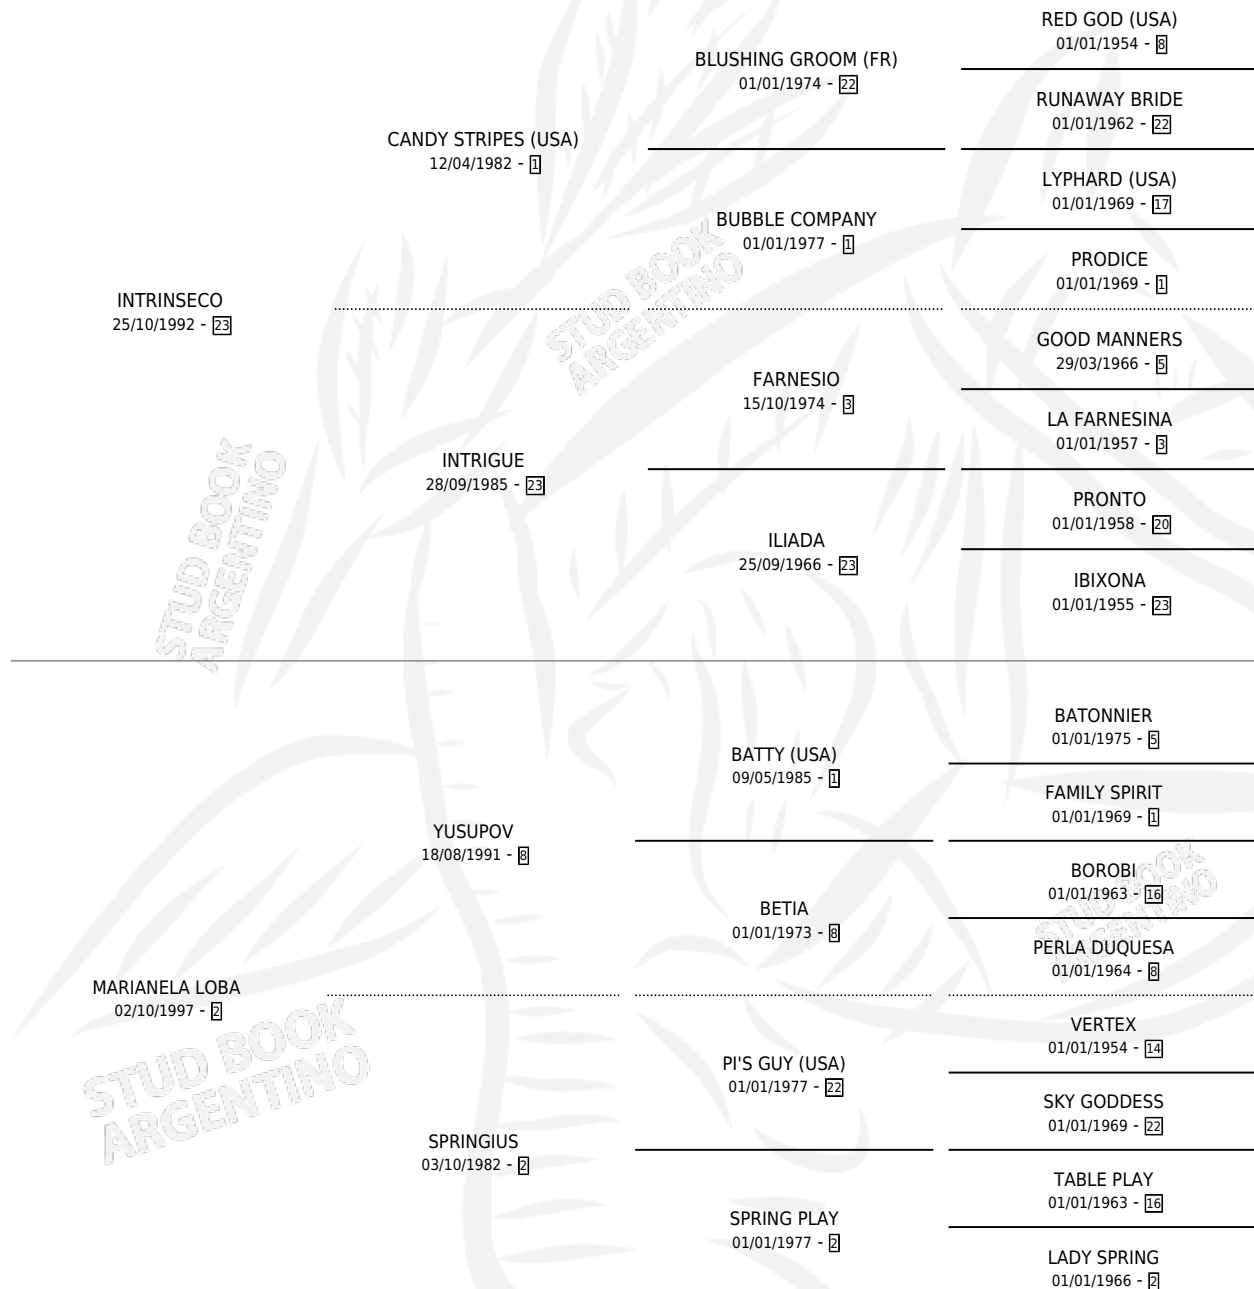 RED GOD (USA)
01/01/1954 - 8
BLUSHING GROOM (FR)
01/01/1974 - 22
RUNAWAY BRIDE
01/01/1962 - 22
CANDY STRIPES (USA)
12/04/1982 - 1
LYPHARD (USA)
01/01/1969 - 17
BUBBLE COMPANY
01/01/1977 - 1
PRODICE
01/01/1969 - 1
INTRINSECO
25/10/1992 - 23
GOOD MANNERS
29/03/1966 - 5
FARNESIO
15/10/1974 - 3
LA FARNESINA
01/01/1957 - 3
INTRIGUE
28/09/1985 - 23
PRONTO
01/01/1958 - 20
ILIADA
25/09/1966 - 23
IBIXONA
01/01/1955 - 23
STUD BOOK
ARGENTINO
STUD BOOK
ARGENTINO
BATONNIER
01/01/1975 - 5
BATTY (USA)
09/05/1985 - 1
FAMILY SPIRIT
01/01/1969 - 1
YUSUPOV
18/08/1991 - 8
BOROBI
01/01/1963 - 16
BETIA
01/01/1973 - 8
PERLA DUQUESA
01/01/1964 - 8
MARIANELA LOBA
02/10/1997 - 2
VERTEX
01/01/1954 - 14
PI'S GUY (USA)
01/01/1977 - 22
SKY GODDESS
01/01/1969 - 22
SPRINGIUS
03/10/1982 - 2
TABLE PLAY
01/01/1963 - 16
SPRING PLAY
01/01/1977 - 2
LADY SPRING
01/01/1966 - 2
STUD BOOK
ARGENTINO
STUD BOOK
ARGENTINO